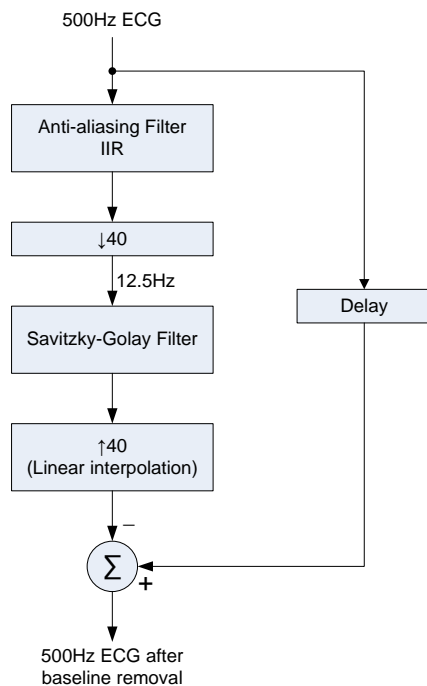 500Hz ECG
Anti-aliasing Filter
IIR
↓40
12.5Hz
Savitzky-Golay Filter
Delay
↑40
(Linear interpolation)
−
Σ
+
500Hz ECG after
baseline removal